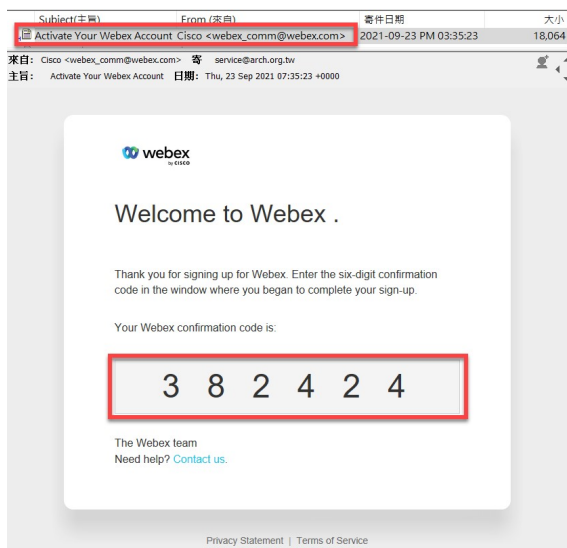 Subject(主旨) From (來自) 寄件日期 大小
Activate Your Webex Account Cisco <webex_comm@webex.com> 2021-09-23 PM 03:35:23 18,064
來自: Cisco <webex_comm@webex.com> 寄 service@arch.org.tw
主旨: Activate Your Webex Account 日期: Thu, 23 Sep 2021 07:35:23 +0000
webex
by CISCO
Welcome to Webex .
Thank you for signing up for Webex. Enter the six-digit confirmation
code in the window where you began to complete your sign-up.
Your Webex confirmation code is:
3 8 2 4 2 4
The Webex team
Need help? Contact us.
Privacy Statement | Terms of Service